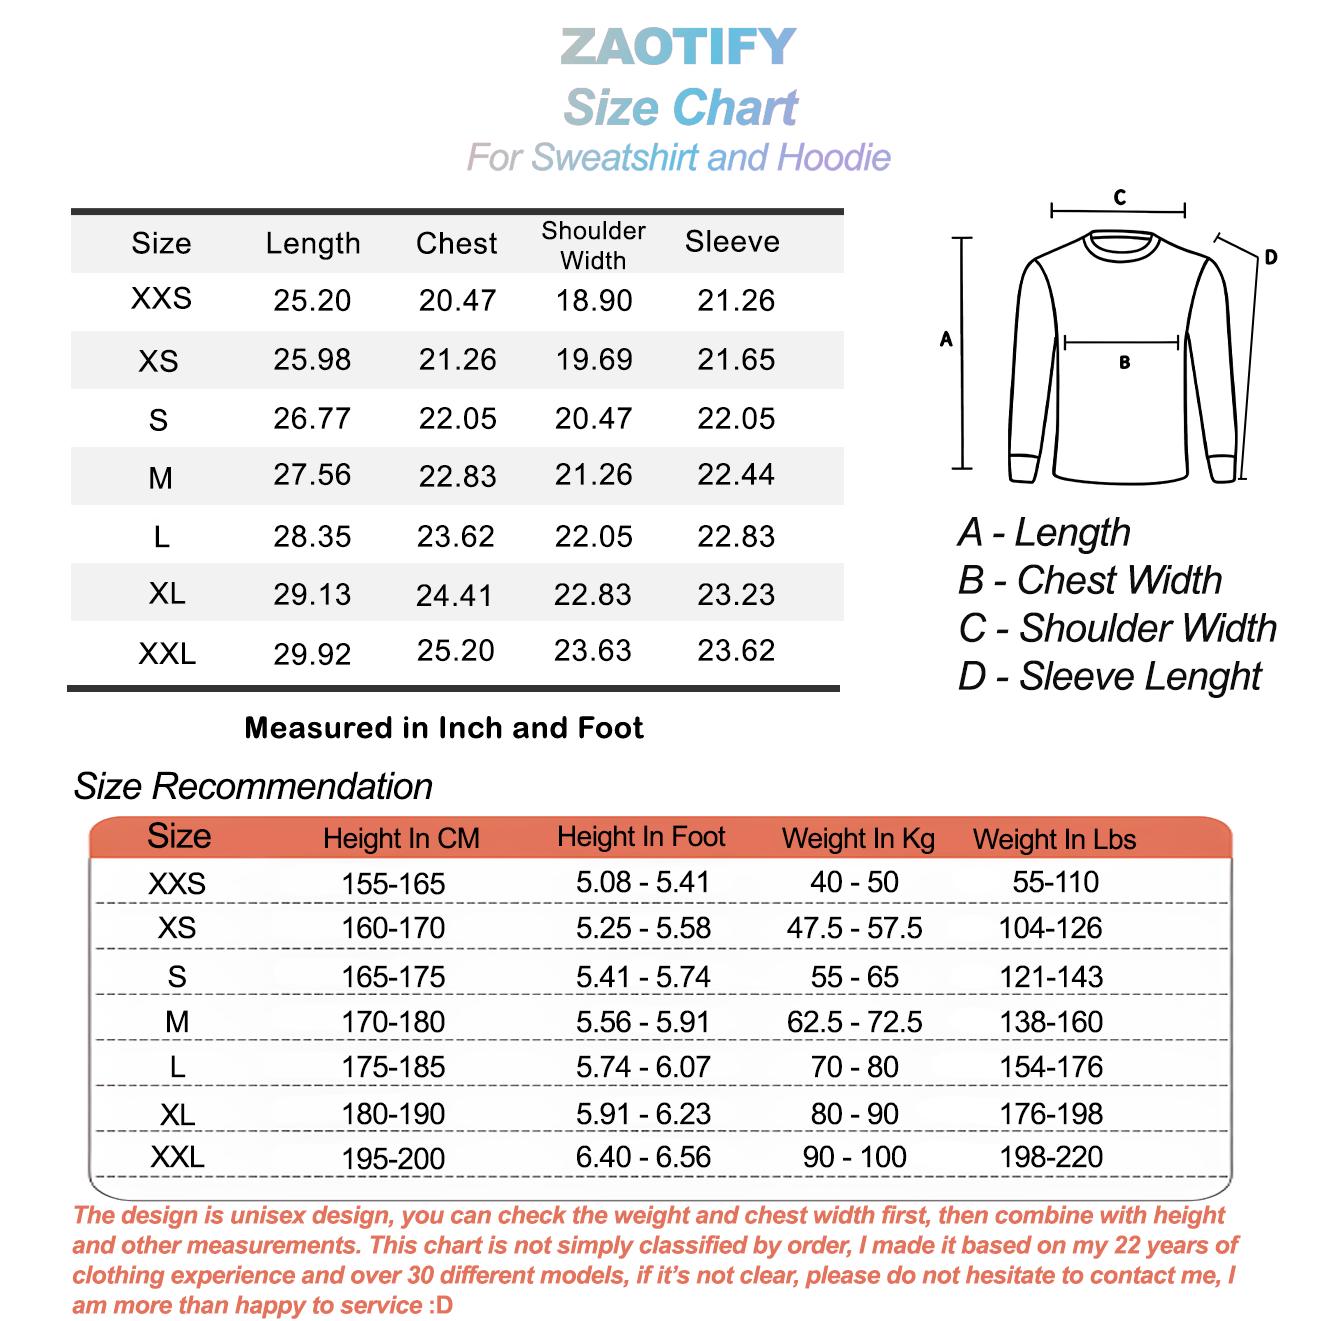 ZAOTIFY
Size Chart
For Sweatshirt and Hoodie
Size Length Chest Shoulder Width Sleeve
XXS 25.20 20.47 18.90 21.26
XS 25.98 21.26 19.69 21.65
S 26.77 22.05 20.47 22.05
M 27.56 22.83 21.26 22.44
L 28.35 23.62 22.05 22.83
XL 29.13 24.41 22.83 23.23
XXL 29.92 25.20 23.63 23.62
Measured in Inch and Foot
C
D
A
B
A - Length
B - Chest Width
C - Shoulder Width
D - Sleeve Lenght
Size Recommendation
Size Height In CM Height In Foot Weight In Kg Weight In Lbs
XXS 155-165 5.08 - 5.41 40 - 50 55-110
XS 160-170 5.25 - 5.58 47.5 - 57.5 104-126
S 165-175 5.41 - 5.74 55 - 65 121-143
M 170-180 5.56 - 5.91 62.5 - 72.5 138-160
L 175-185 5.74 - 6.07 70 - 80 154-176
XL 180-190 5.91 - 6.23 80 - 90 176-198
XXL 195-200 6.40 - 6.56 90 - 100 198-220
The design is unisex design, you can check the weight and chest width first, then combine with height
and other measurements. This chart is not simply classified by order, I made it based on my 22 years of
clothing experience and over 30 different models, if it's not clear, please do not hesitate to contact me, I
am more than happy to service :D